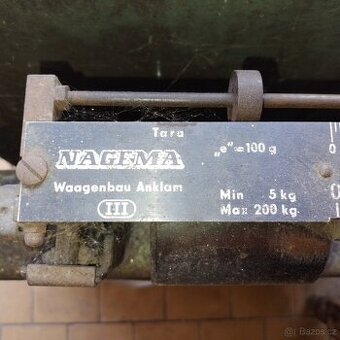 Tara
NAGEMA
„e“=100 g
Waagenbau Anklam
III
Min 5 kg
Max 200 kg
0
© Bazos.cz